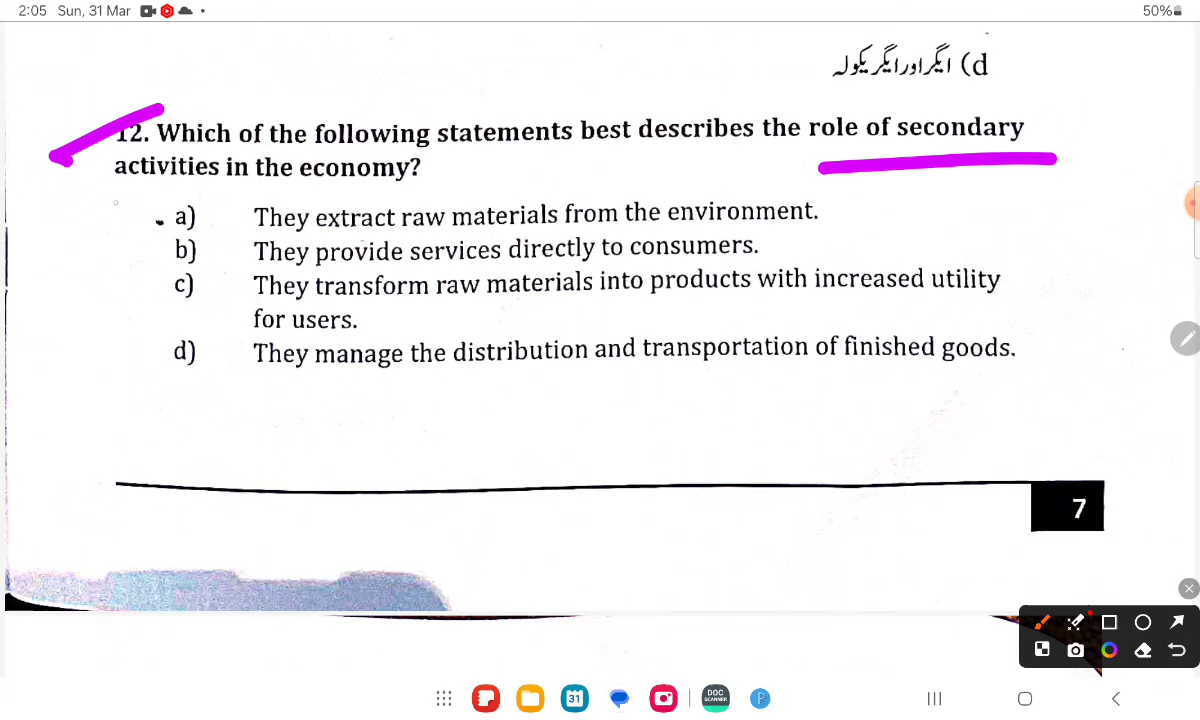 2:05 Sun, 31 Mar
50%
d) ایگر اور ایگریکولہ
12. Which of the following statements best describes the role of secondary
activities in the economy?
a) They extract raw materials from the environment.
b) They provide services directly to consumers.
c) They transform raw materials into products with increased utility
for users.
d) They manage the distribution and transportation of finished goods.
7
31
DOC
SCANNER
P